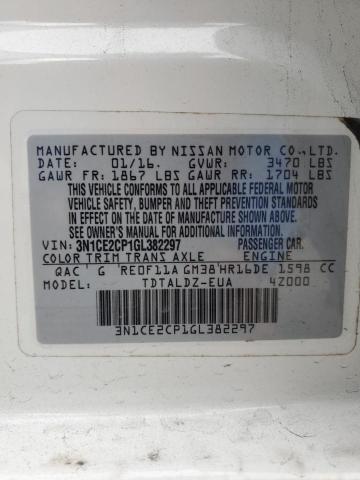 MANUFACTURED BY NISSAN MOTOR CO., LTD.
DATE: 01/16. GVWR: 3470 LBS
GAWR FR: 1867 LBS GAWR RR: 1704 LBS
THIS VEHICLE CONFORMS TO ALL APPLICABLE FEDERAL MOTOR
VEHICLE SAFETY, BUMPER AND THEFT PREVENTION STANDARDS
IN EFFECT ON THE DATE OF MANUFACTURE SHOWN ABOVE.
SEE OWNER'S MANUAL FOR ADDITIONAL INFORMATION.
VIN: 3N1CE2CP1GL382297 PASSENGER CAR.
COLOR TRIM TRANS AXLE ENGINE
QAC G RE0F11A GM38 HR16DE 1598 CC
MODEL: TDTALDZ-EUA 4Z000
3N1CE2CP1GL382297